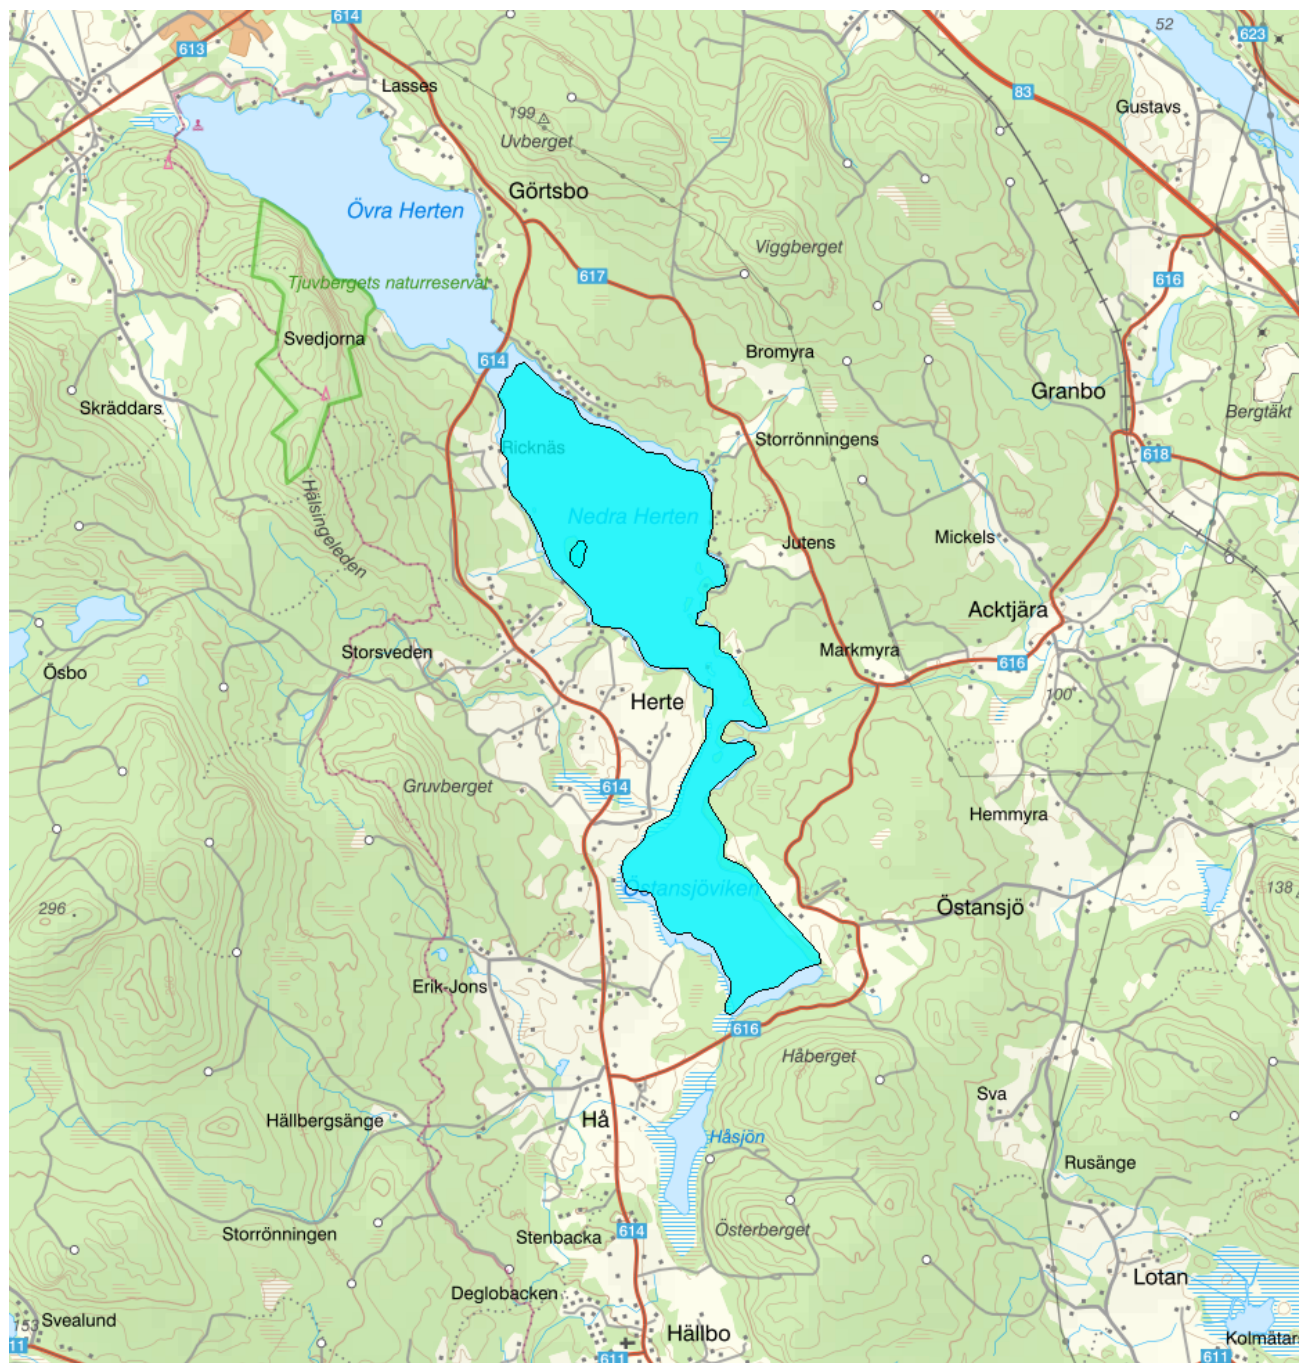 614
52
623
613
Lasses
83
Gustavs
199
Uvberget
Görtsbo
Övra Herten
Viggberget
617
616
Tjuvbergets naturreservat
Svedjorna
614
Bromyra
Granbo
Skräddars
Bergtäkt
Storrönningens
Ricknäs
618
Hälsingeleden
Nedra Herten
Jutens
Mickels
Acktjära
Storsveden
Markmyra
616
Ösbo
100
Herte
Gruvberget
614
Hemmyra
Östansjöviken
138
296
Östansjö
Erik-Jons
616
Håberget
Sva
Hällbergsänge
Hå
Håsjön
Rusänge
Storrönningen
Stenbacka
614
Österberget
Lotan
Deglobacken
153
Svealund
Hällbo
Kolmätar
11
611
611